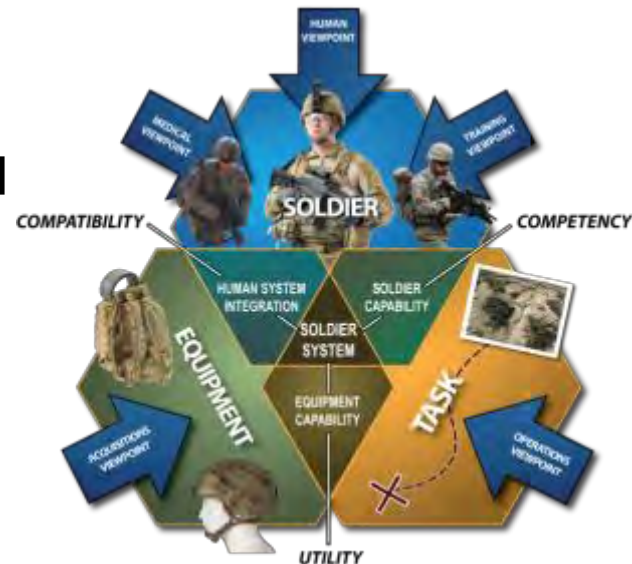 HUMAN
VIEWPOINT
MEDICAL
VIEWPOINT
TRAINING
VIEWPOINT
SOLDIER
COMPATIBILITY
COMPETENCY
HUMAN SYSTEM
INTEGRATION
SOLDIER
CAPABILITY
SOLDIER
SYSTEM
EQUIPMENT
TASK
EQUIPMENT
CAPABILITY
ACQUISITIONS
VIEWPOINT
OPERATIONS
VIEWPOINT
UTILITY